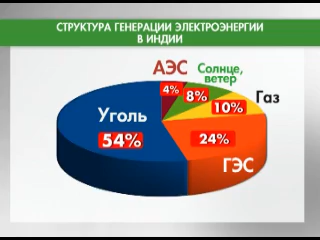 СТРУКТУРА ГЕНЕРАЦИИ ЭЛЕКТРОЭНЕРГИИ
В ИНДИИ
АЭС
4%
Солнце,
ветер
8%
Газ
10%
Уголь
54%
24%
ГЭС